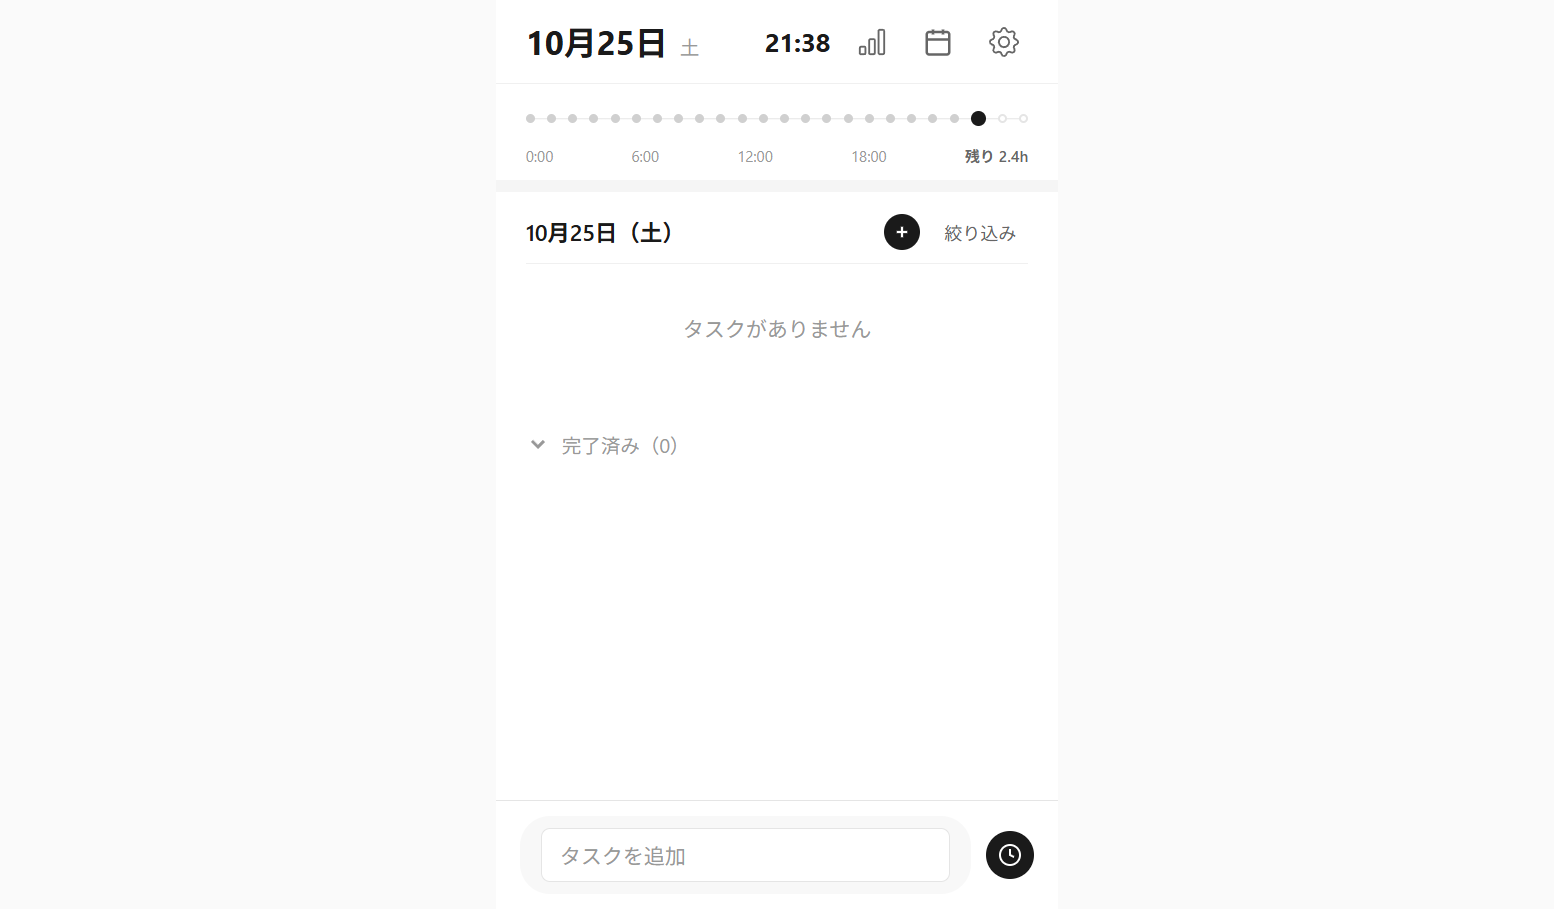 10月25日 土 21:38
0:00 6:00 12:00 18:00 残り 2.4h
10月25日（土） + 絞り込み
タスクがありません
完了済み（0）
タスクを追加